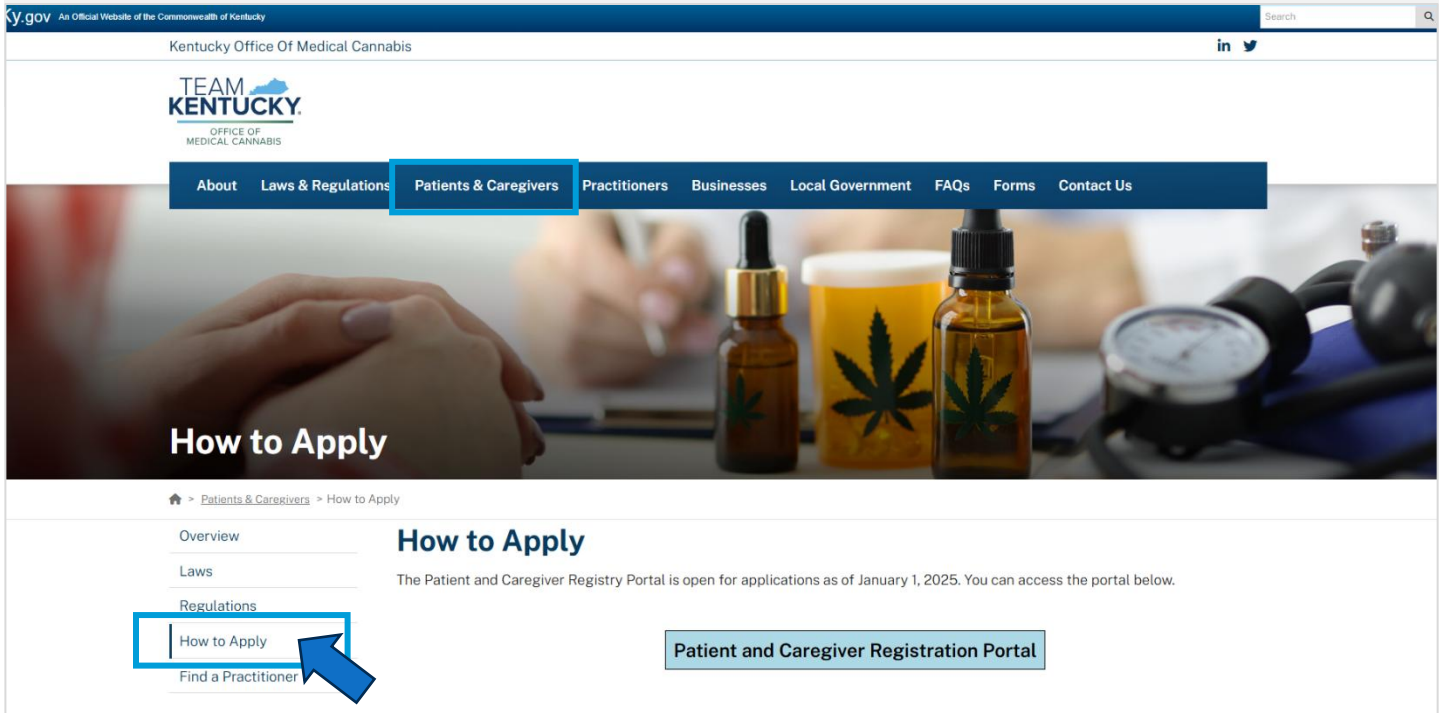 Ky.gov An Official Website of the Commonwealth of Kentucky
Search
Kentucky Office Of Medical Cannabis
in
TEAM
KENTUCKY.
OFFICE OF
MEDICAL CANNABIS
About Laws & Regulations Patients & Caregivers Practitioners Businesses Local Government FAQs Forms Contact Us
How to Apply
> Patients & Caregivers > How to Apply
Overview
How to Apply
Laws
The Patient and Caregiver Registry Portal is open for applications as of January 1, 2025. You can access the portal below.
Regulations
How to Apply
Patient and Caregiver Registration Portal
Find a Practitioner